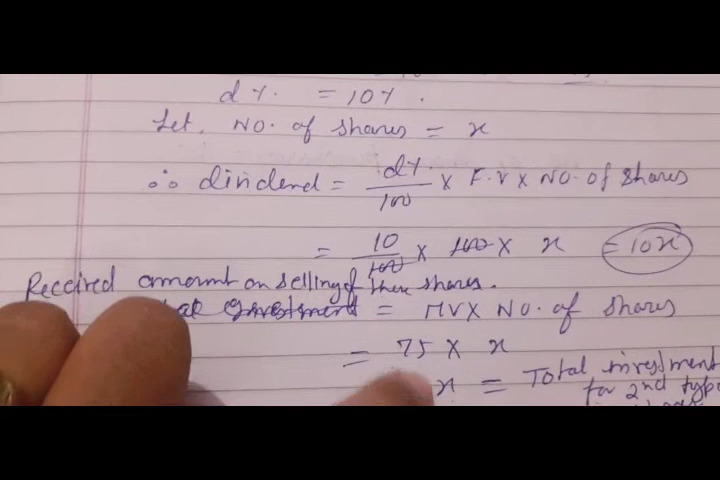 d %. = 10% .
Let, No. of shares = x
∴ dividend = d%/100 × F.V × No. of shares
= 10/100 × 100 × x = 10x
Received amount on selling of these shares.
= MV × No. of shares
= 75 × x
x = Total investment
for 2nd type